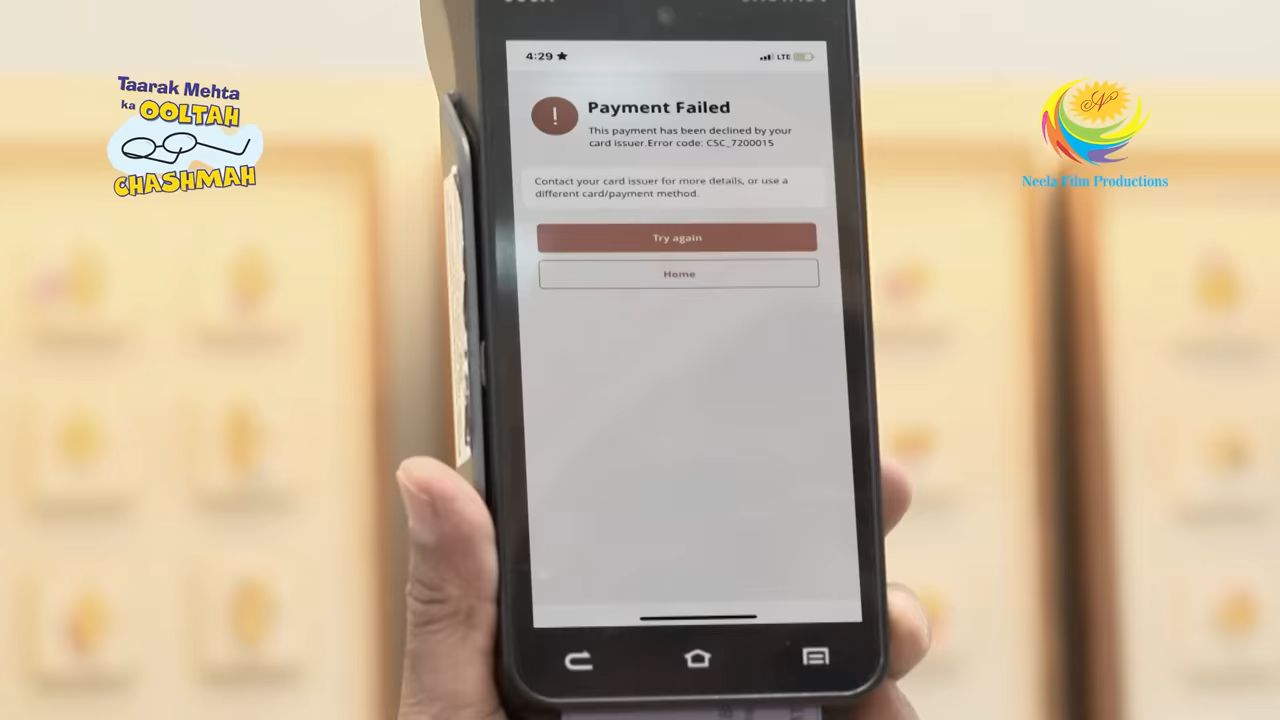 Taarak Mehta
ka OOLTAH
CHASHMAH
Neela Film Productions
4:29 ★
LTE
!
Payment Failed
This payment has been declined by your
card issuer.Error code: CSC_7200015
Contact your card issuer for more details, or use a
different card/payment method.
Try again
Home